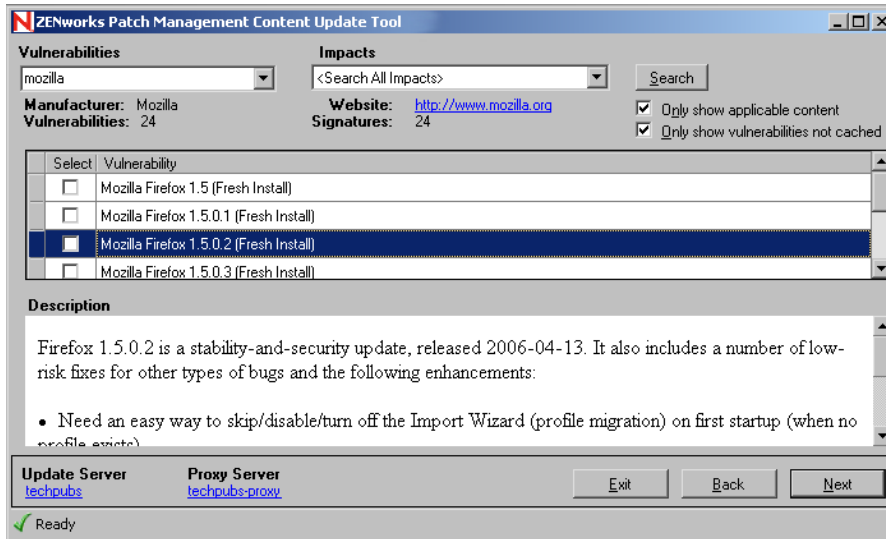 ZENworks Patch Management Content Update Tool
Vulnerabilities
Impacts
mozilla
<Search All Impacts>
Search
Manufacturer: Mozilla
Website: http://www.mozilla.org
Only show applicable content
Vulnerabilities: 24
Signatures: 24
Only show vulnerabilities not cached
Select Vulnerability
Mozilla Firefox 1.5 (Fresh Install)
Mozilla Firefox 1.5.0.1 (Fresh Install)
Mozilla Firefox 1.5.0.2 (Fresh Install)
Mozilla Firefox 1.5.0.3 (Fresh Install)
Description
Firefox 1.5.0.2 is a stability-and-security update, released 2006-04-13. It also includes a number of low-
risk fixes for other types of bugs and the following enhancements:
• Need an easy way to skip/disable/turn off the Import Wizard (profile migration) on first startup (when no
profile exists)
Update Server
Proxy Server
techpubs
techpubs-proxy
Exit
Back
Next
Ready